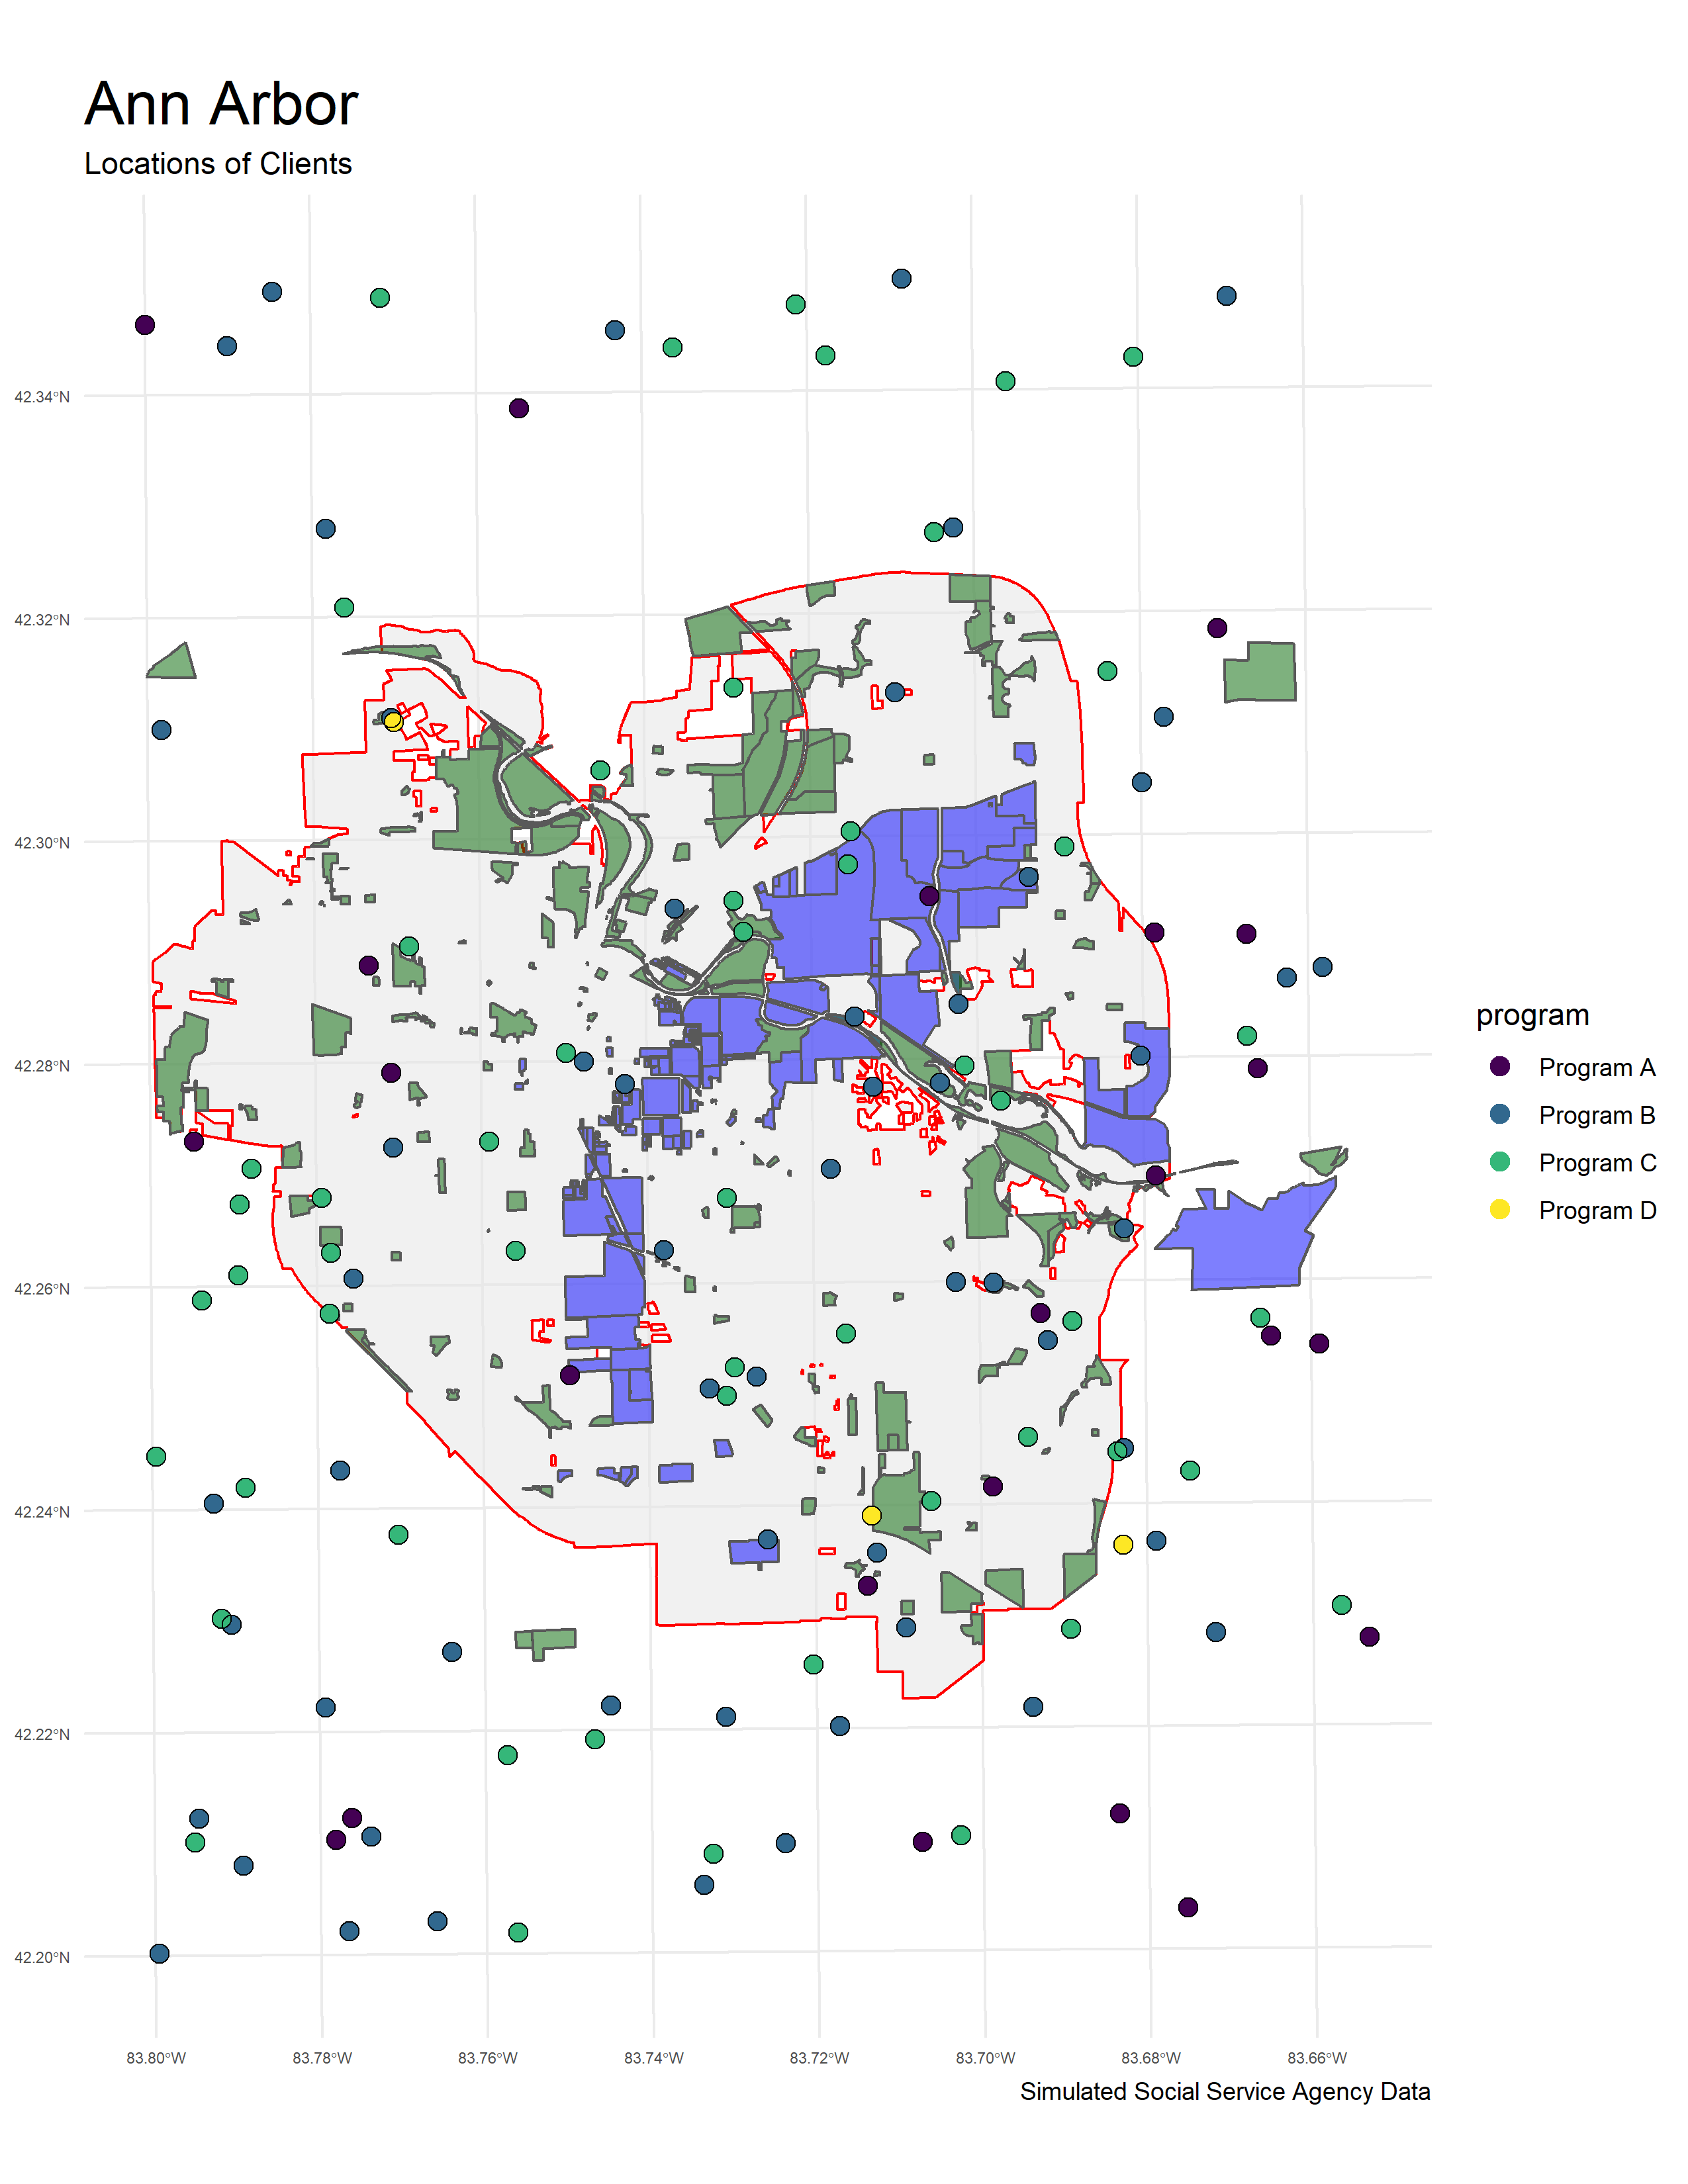 Ann Arbor
Locations of Clients
42.34°N
42.32°N
42.30°N
42.28°N
42.26°N
42.24°N
42.22°N
42.20°N
83.80°W
83.78°W
83.76°W
83.74°W
83.72°W
83.70°W
83.68°W
83.66°W
program
Program A
Program B
Program C
Program D
Simulated Social Service Agency Data